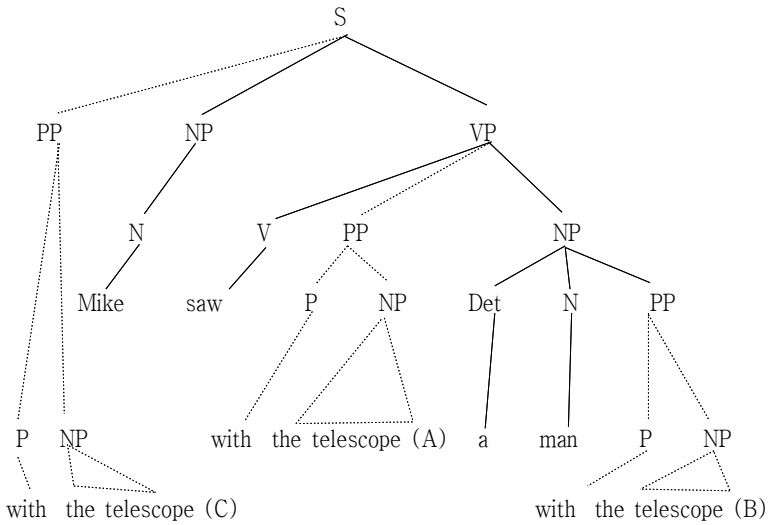 S
PP NP VP
N V PP NP
Mike saw P NP Det N PP
P NP with the telescope (A) a man P NP
with the telescope (C) with the telescope (B)